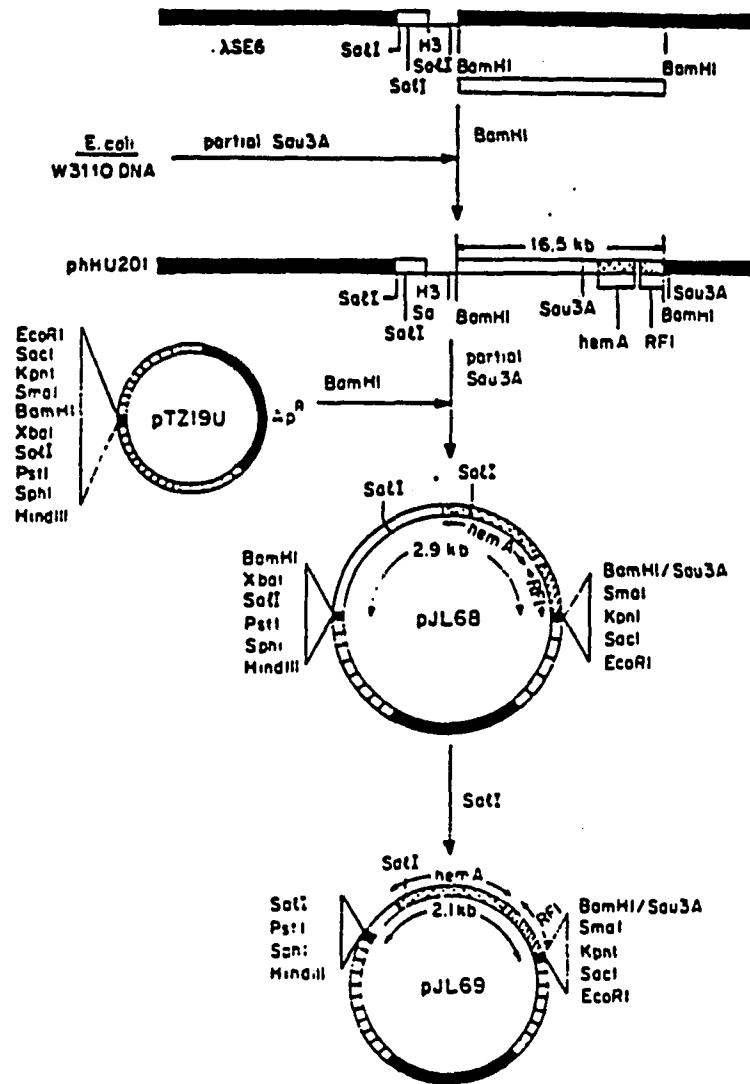 λSE6
SalI
H3
SalI
SalI
BamHI
BamHI
E.coli
W3110 DNA
partial Sau3A
BamHI
phHU201
16.5 kb
SalI
H3
SalI
Sa
BamHI
Sau3A
hemA
RF1
Sau3A
BamHI
EcoRI
SacI
KpnI
SmaI
BamHI
XbaI
SalI
PstI
SphI
HindIII
pTZ19U
BamHI
partial
Sau3A
SalI
SalI
hemA
RF1
2.9 kb
pJL68
BamHI
XbaI
SalI
PstI
SphI
HindIII
BamHI/Sau3A
SmaI
KpnI
SacI
EcoRI
SalI
SalI
hemA
RF1
2.1kb
pJL69
SalI
PstI
SphI
HindIII
BamHI/Sau3A
SmaI
KpnI
SacI
EcoRI